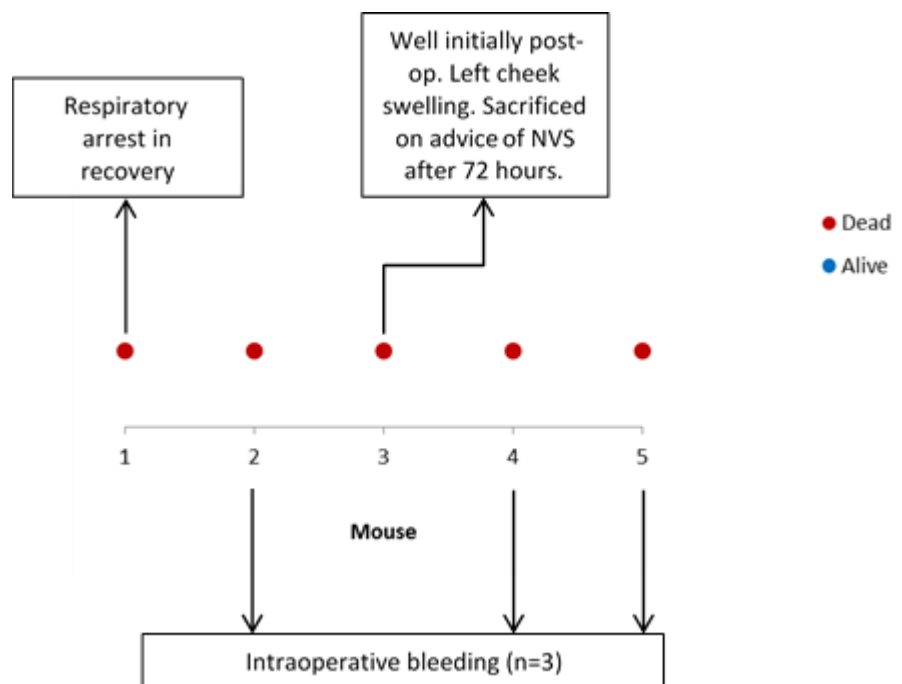 Respiratory
arrest in
recovery
Well initially post-
op. Left cheek
swelling. Sacrificed
on advice of NVS
after 72 hours.
Dead
Alive
1 2 3 4 5
Mouse
Intraoperative bleeding (n=3)